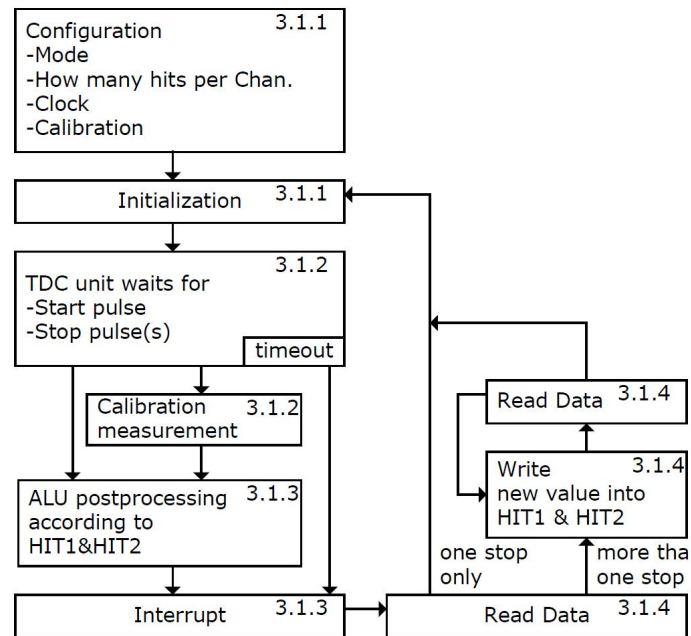 3.1.1
Configuration
-Mode
-How many hits per Chan.
-Clock
-Calibration
Initialization 3.1.1
3.1.2
TDC unit waits for
-Start pulse
-Stop pulse(s)
timeout
Calibration 3.1.2
measurement
Read Data 3.1.4
Write 3.1.4
new value into
HIT1 & HIT2
ALU postprocessing
3.1.3
according to
HIT1&HIT2
one stop
only
more tha
one stop
Interrupt 3.1.3
Read Data 3.1.4